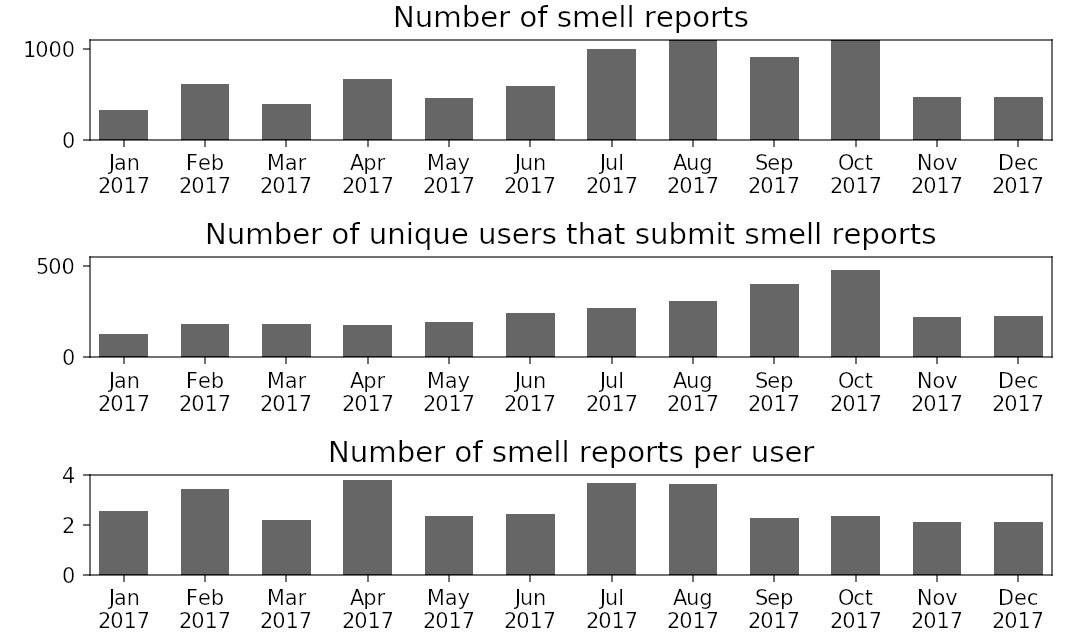 Number of smell reports
1000
0
Jan Feb Mar Apr May Jun Jul Aug Sep Oct Nov Dec
2017 2017 2017 2017 2017 2017 2017 2017 2017 2017 2017 2017
Number of unique users that submit smell reports
500
0
Jan Feb Mar Apr May Jun Jul Aug Sep Oct Nov Dec
2017 2017 2017 2017 2017 2017 2017 2017 2017 2017 2017 2017
Number of smell reports per user
4
2
0
Jan Feb Mar Apr May Jun Jul Aug Sep Oct Nov Dec
2017 2017 2017 2017 2017 2017 2017 2017 2017 2017 2017 2017